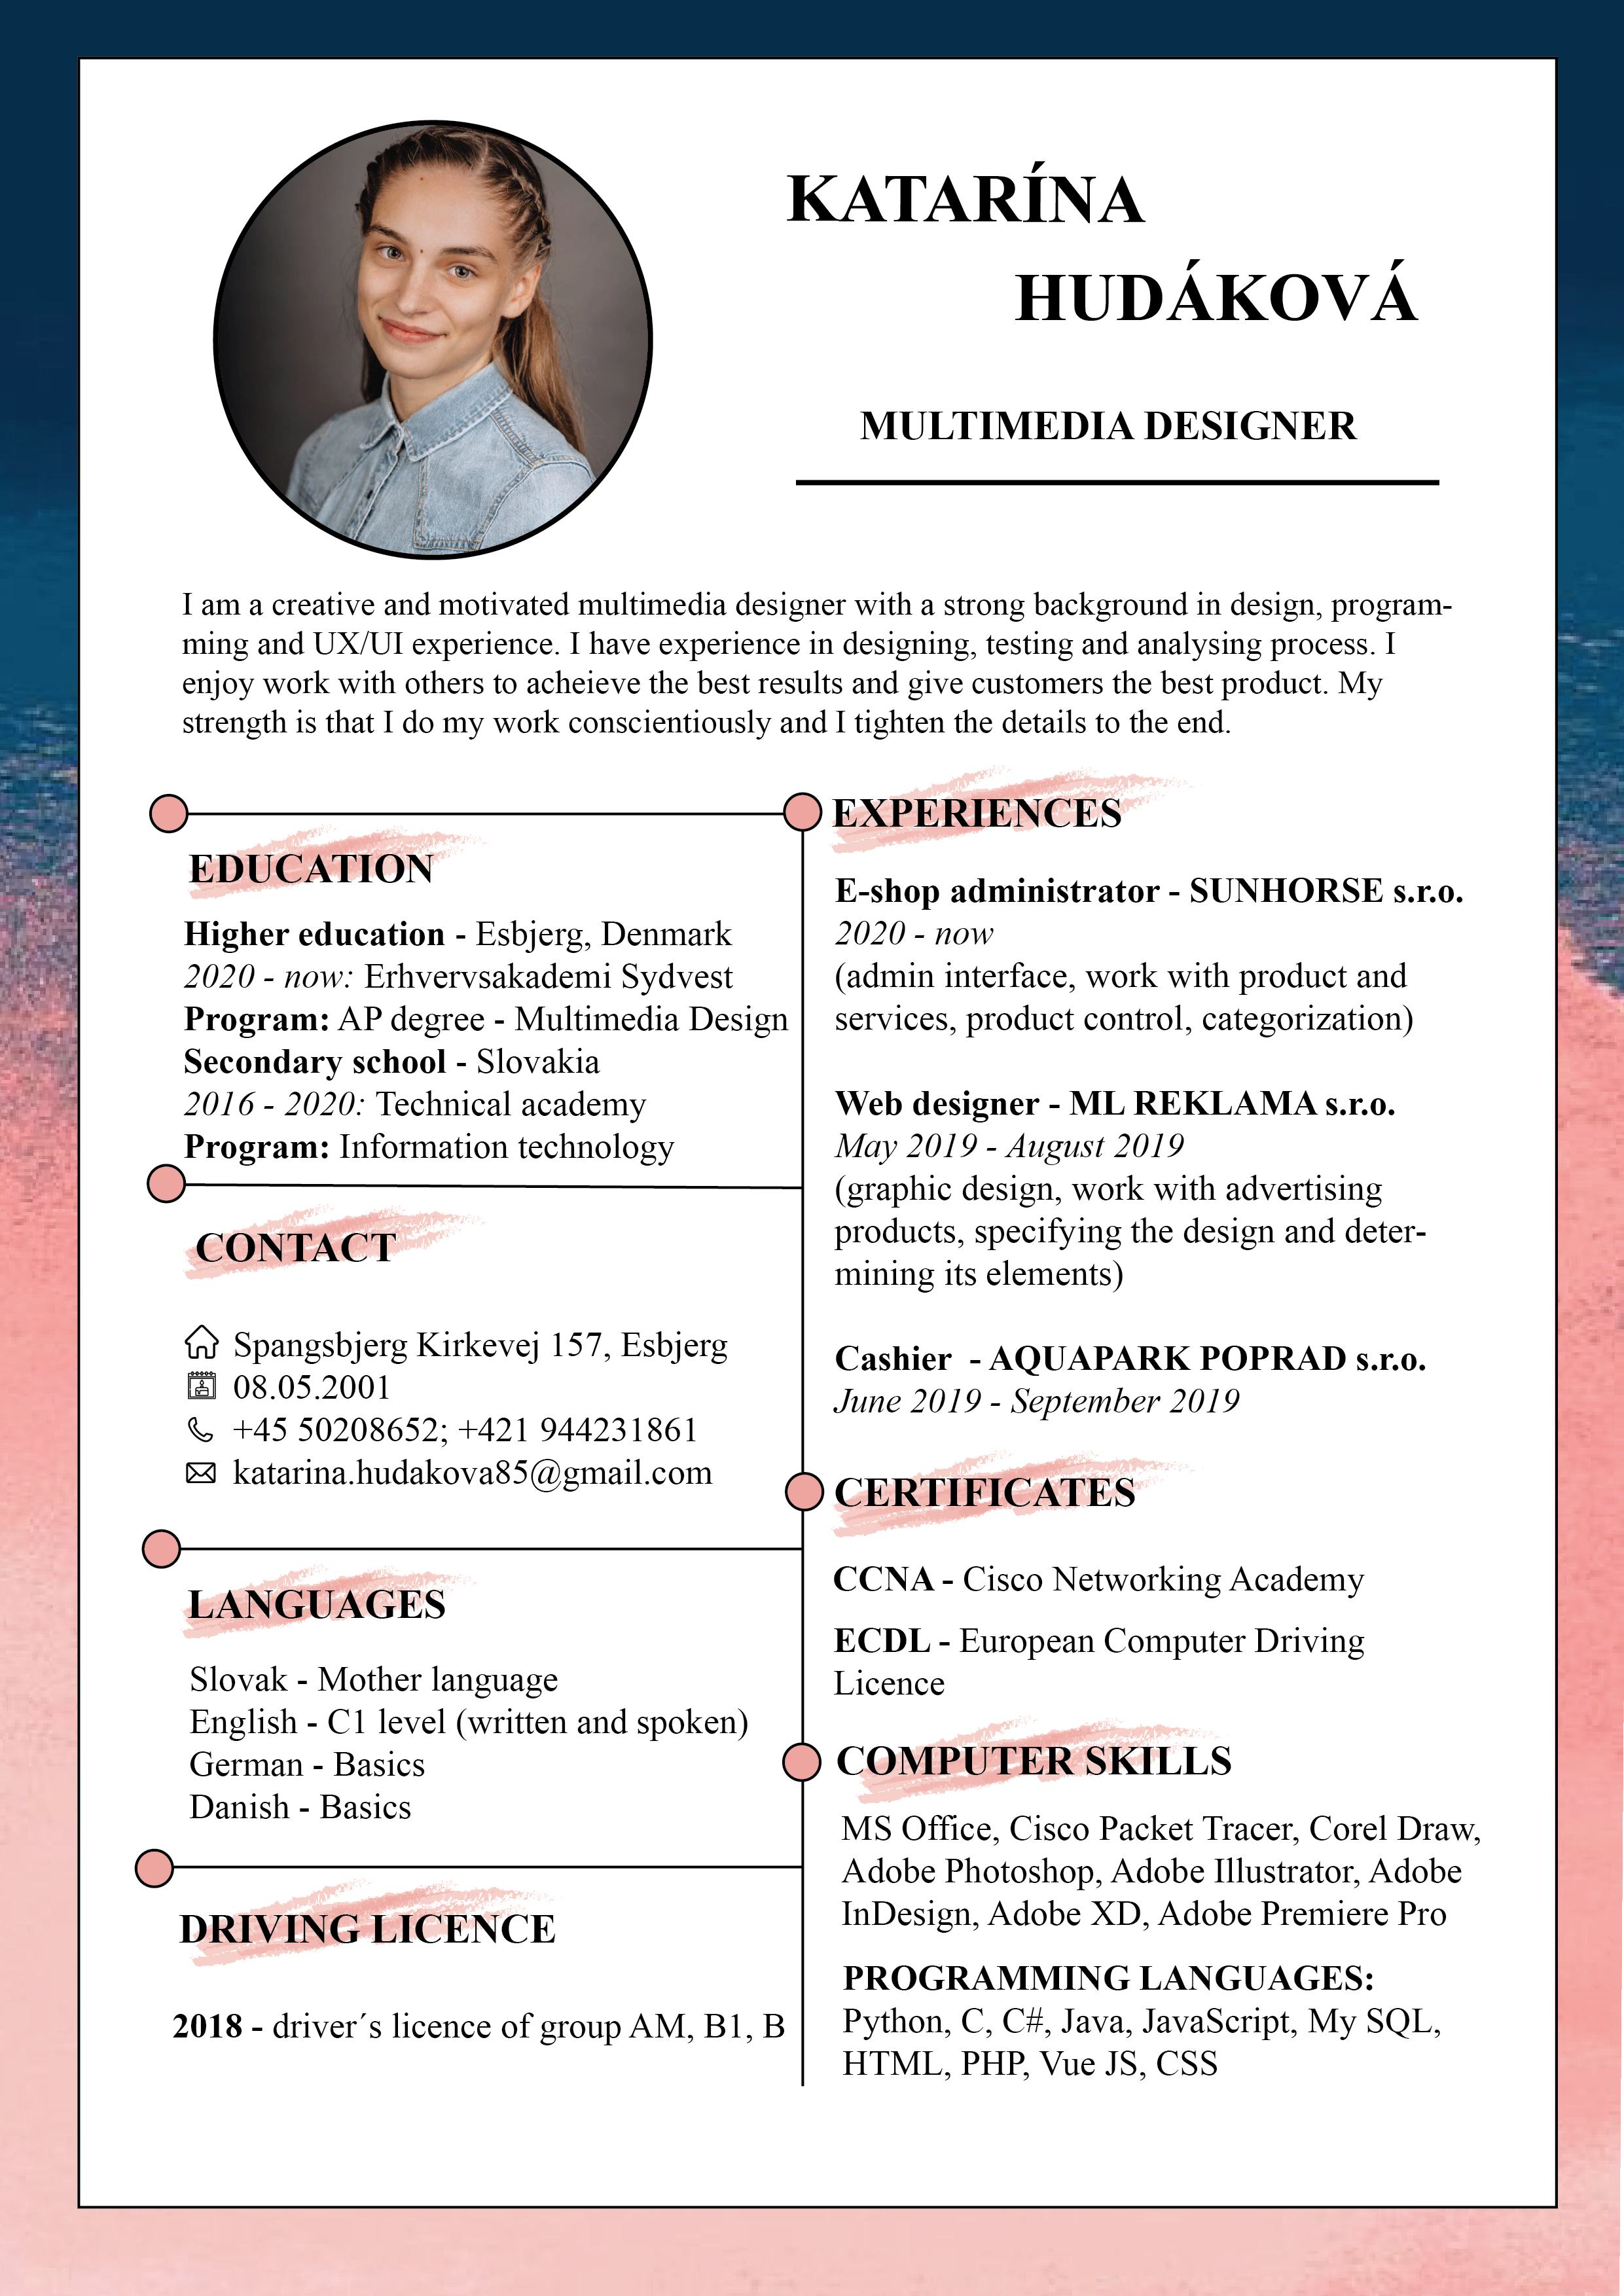 KATARÍNA
HUDÁKOVÁ
MULTIMEDIA DESIGNER
I am a creative and motivated multimedia designer with a strong background in design, program-
ming and UX/UI experience. I have experience in designing, testing and analysing process. I
enjoy work with others to acheieve the best results and give customers the best product. My
strength is that I do my work conscientiously and I tighten the details to the end.
EDUCATION
Higher education - Esbjerg, Denmark
2020 - now: Erhvervsakademi Sydvest
Program: AP degree - Multimedia Design
Secondary school - Slovakia
2016 - 2020: Technical academy
Program: Information technology
CONTACT
Spangsbjerg Kirkevej 157, Esbjerg
08.05.2001
+45 50208652; +421 944231861
katarina.hudakova85@gmail.com
LANGUAGES
Slovak - Mother language
English - C1 level (written and spoken)
German - Basics
Danish - Basics
DRIVING LICENCE
2018 - driver´s licence of group AM, B1, B
EXPERIENCES
E-shop administrator - SUNHORSE s.r.o.
2020 - now
(admin interface, work with product and
services, product control, categorization)
Web designer - ML REKLAMA s.r.o.
May 2019 - August 2019
(graphic design, work with advertising
products, specifying the design and deter-
mining its elements)
Cashier  - AQUAPARK POPRAD s.r.o.
June 2019 - September 2019
CERTIFICATES
CCNA - Cisco Networking Academy
ECDL - European Computer Driving
Licence
COMPUTER SKILLS
MS Office, Cisco Packet Tracer, Corel Draw,
Adobe Photoshop, Adobe Illustrator, Adobe
InDesign, Adobe XD, Adobe Premiere Pro
PROGRAMMING LANGUAGES:
Python, C, C#, Java, JavaScript, My SQL,
HTML, PHP, Vue JS, CSS